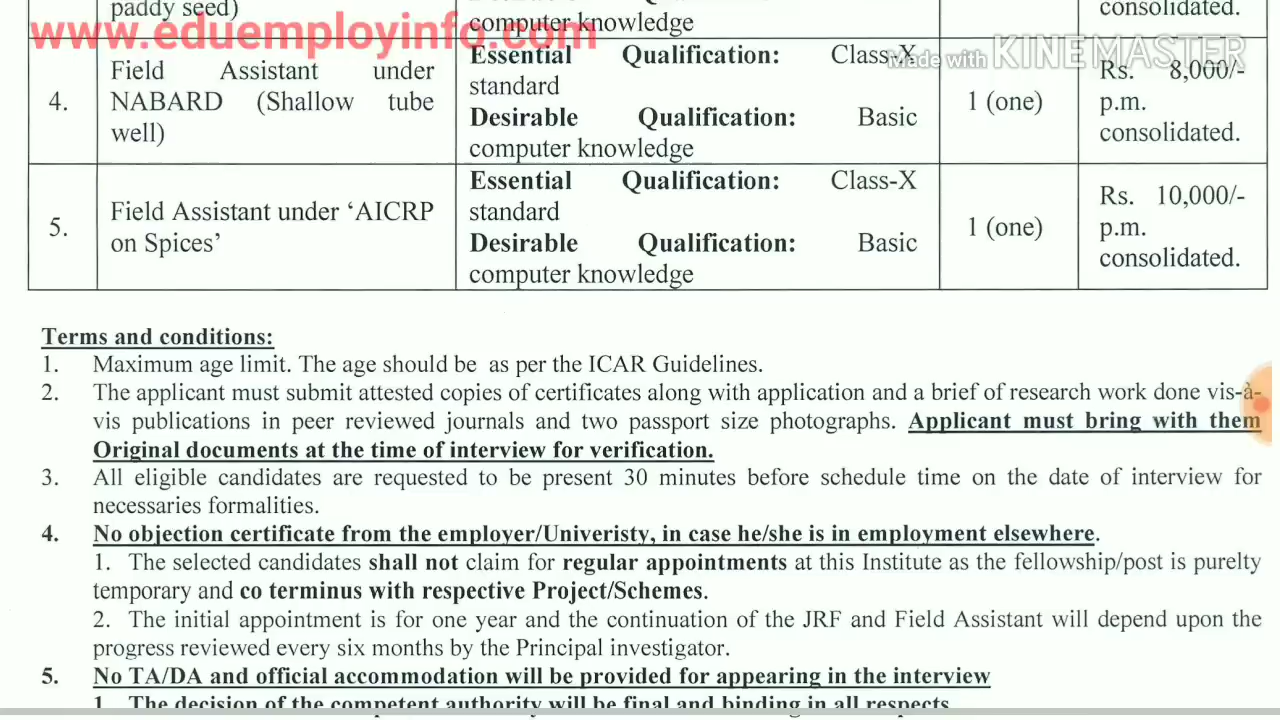 paddy seed)
computer knowledge
consolidated.
www.eduemployinfo.com
Made with KINEMASTER
4.
Field Assistant under
NABARD (Shallow tube
well)
Essential Qualification: Class-X
standard
Desirable Qualification: Basic
computer knowledge
1 (one)
Rs. 8,000/-
p.m.
consolidated.
5.
Field Assistant under ‘AICRP
on Spices’
Essential Qualification: Class-X
standard
Desirable Qualification: Basic
computer knowledge
1 (one)
Rs. 10,000/-
p.m.
consolidated.
Terms and conditions:
1. Maximum age limit. The age should be as per the ICAR Guidelines.
2. The applicant must submit attested copies of certificates along with application and a brief of research work done vis-à-
vis publications in peer reviewed journals and two passport size photographs. Applicant must bring with them
Original documents at the time of interview for verification.
3. All eligible candidates are requested to be present 30 minutes before schedule time on the date of interview for
necessaries formalities.
4. No objection certificate from the employer/Univeristy, in case he/she is in employment elsewhere.
1. The selected candidates shall not claim for regular appointments at this Institute as the fellowship/post is purelty
temporary and co terminus with respective Project/Schemes.
2. The initial appointment is for one year and the continuation of the JRF and Field Assistant will depend upon the
progress reviewed every six months by the Principal investigator.
5. No TA/DA and official accommodation will be provided for appearing in the interview
1. The decision of the competent authority will be final and binding in all respects